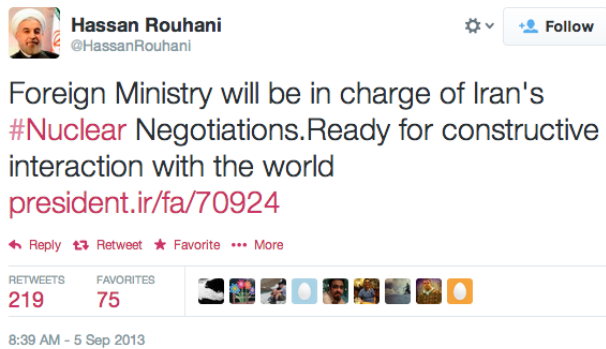 Hassan Rouhani
@HassanRouhani
Follow
Foreign Ministry will be in charge of Iran's
#Nuclear Negotiations.Ready for constructive
interaction with the world
president.ir/fa/70924
Reply Retweet Favorite More
RETWEETS FAVORITES
219 75
8:39 AM - 5 Sep 2013